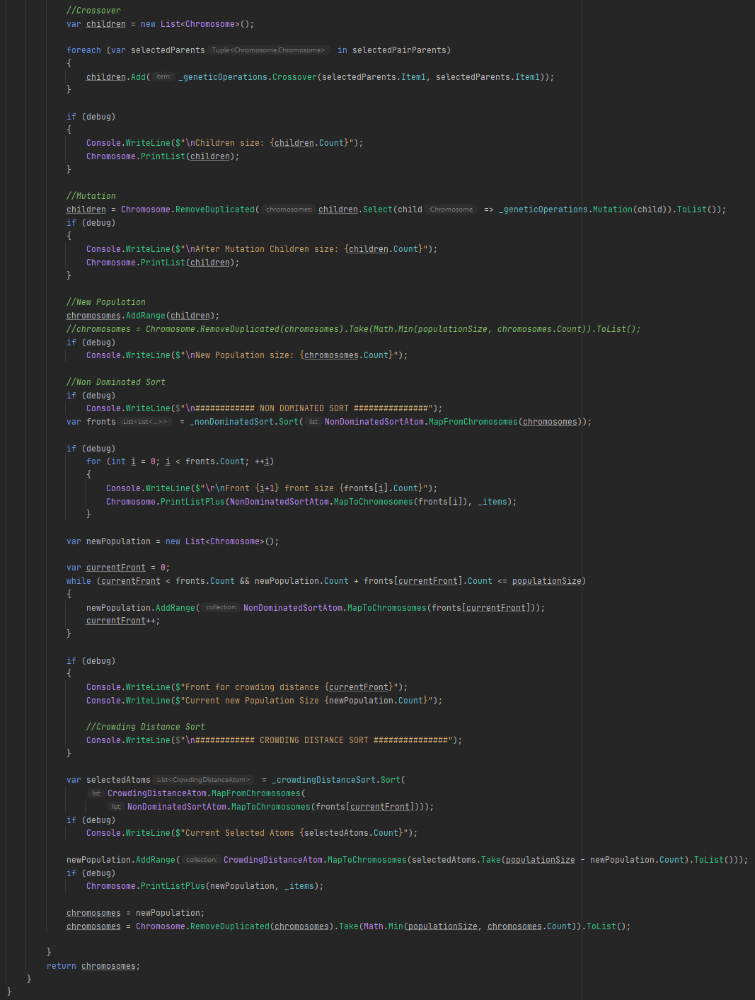 //Crossover
var children = new List<Chromosome>();
foreach (var selectedParents :Tuple<Chromosome,Chromosome> in selectedPairParents)
{
children.Add( item: _geneticOperations.Crossover(selectedParents.Item1, selectedParents.Item1));
}
if (debug)
{
Console.WriteLine($"\nChildren size: {children.Count}");
Chromosome.PrintList(children);
}
//Mutation
children = Chromosome.RemoveDuplicated( chromosomes: children.Select(child :Chromosome => _geneticOperations.Mutation(child)).ToList());
if (debug)
{
Console.WriteLine($"\nAfter Mutation Children size: {children.Count}");
Chromosome.PrintList(children);
}
//New Population
chromosomes.AddRange(children);
//chromosomes = Chromosome.RemoveDuplicated(chromosomes).Take(Math.Min(populationSize, chromosomes.Count)).ToList();
if (debug)
Console.WriteLine($"\nNew Population size: {chromosomes.Count}");
//Non Dominated Sort
if (debug)
Console.WriteLine($"\n############ NON DOMINATED SORT ###############");
var fronts :List<List<...>> = _nonDominatedSort.Sort( list: NonDominatedSortAtom.MapFromChromosomes(chromosomes));
if (debug)
for (int i = 0; i < fronts.Count; ++i)
{
Console.WriteLine($"\r\nFront {i+1} front size {fronts[i].Count}");
Chromosome.PrintListPlus(NonDominatedSortAtom.MapToChromosomes(fronts[i]), _items);
}
var newPopulation = new List<Chromosome>();
var currentFront = 0;
while (currentFront < fronts.Count && newPopulation.Count + fronts[currentFront].Count <= populationSize)
{
newPopulation.AddRange( collection: NonDominatedSortAtom.MapToChromosomes(fronts[currentFront]));
currentFront++;
}
if (debug)
{
Console.WriteLine($"Front for crowding distance {currentFront}");
Console.WriteLine($"Current new Population Size {newPopulation.Count}");
//Crowding Distance Sort
Console.WriteLine($"\n############ CROWDING DISTANCE SORT ###############");
}
var selectedAtoms :List<CrowdingDistanceAtom> = _crowdingDistanceSort.Sort(
list: CrowdingDistanceAtom.MapFromChromosomes(
list: NonDominatedSortAtom.MapToChromosomes(fronts[currentFront])));
if (debug)
Console.WriteLine($"Current Selected Atoms {selectedAtoms.Count}");
newPopulation.AddRange( collection: CrowdingDistanceAtom.MapToChromosomes(selectedAtoms.Take(populationSize - newPopulation.Count).ToList()));
if (debug)
Chromosome.PrintListPlus(newPopulation, _items);
chromosomes = newPopulation;
chromosomes = Chromosome.RemoveDuplicated(chromosomes).Take(Math.Min(populationSize, chromosomes.Count)).ToList();
}
return chromosomes;
}
}